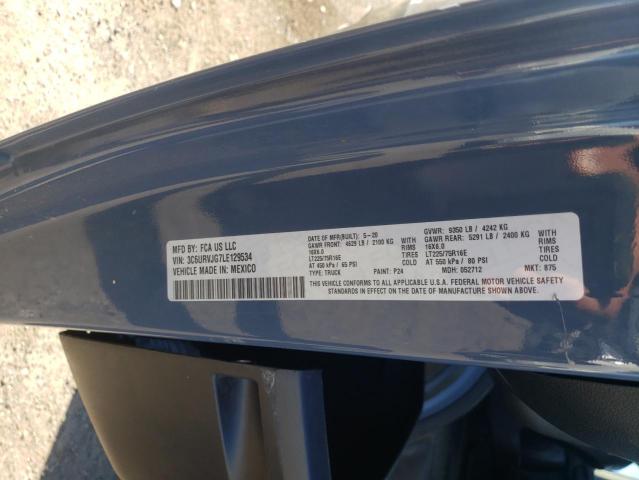 MFD BY: FCA US LLC
VIN: 3C6URVJG7LE129534
VEHICLE MADE IN: MEXICO
DATE OF MFR(BUILT): 5-20
GAWR FRONT: 4629 LB / 2100 KG WITH
16X6.0 RIMS
LT225/75R16E TIRES
AT 450 kPa / 65 PSI COLD
TYPE: TRUCK PAINT: P24
GVWR: 9350 LB / 4242 KG
GAWR REAR: 5291 LB / 2400 KG WITH
16X6.0 RIMS
LT225/75R16E TIRES
AT 550 kPa / 80 PSI COLD
MDH: 052712 MKT: 875
THIS VEHICLE CONFORMS TO ALL APPLICABLE U.S.A. FEDERAL MOTOR VEHICLE SAFETY
STANDARDS IN EFFECT ON THE DATE OF MANUFACTURE SHOWN ABOVE.